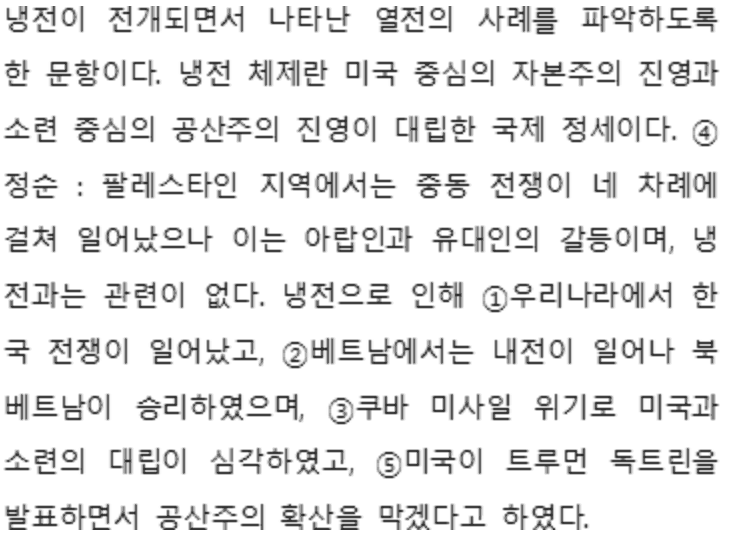 냉전이 전개되면서 나타난 열전의 사례를 파악하도록
한 문항이다. 냉전 체제란 미국 중심의 자본주의 진영과
소련 중심의 공산주의 진영이 대립한 국제 정세이다. ④
정순 : 팔레스타인 지역에서는 중동 전쟁이 네 차례에
걸쳐 일어났으나 이는 아랍인과 유대인의 갈등이며, 냉
전과는 관련이 없다. 냉전으로 인해 ①우리나라에서 한
국 전쟁이 일어났고, ②베트남에서는 내전이 일어나 북
베트남이 승리하였으며, ③쿠바 미사일 위기로 미국과
소련의 대립이 심각하였고, ⑤미국이 트루먼 독트린을
발표하면서 공산주의 확산을 막겠다고 하였다.